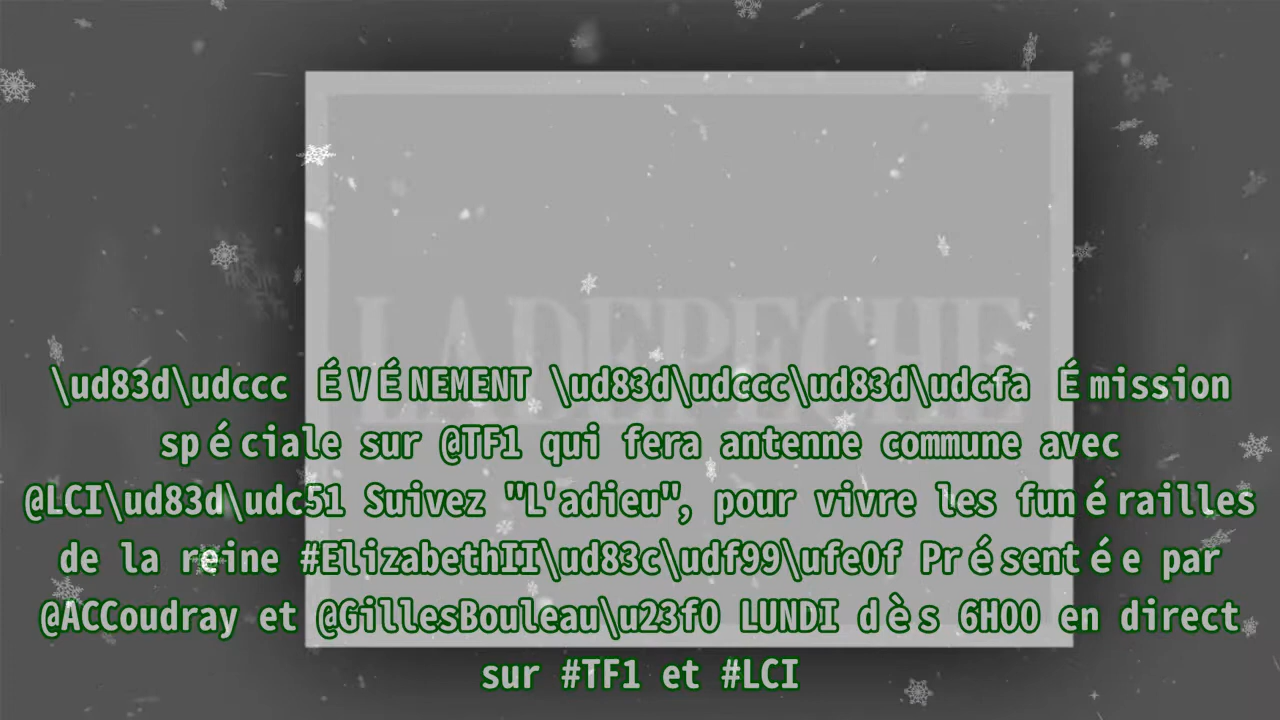 LADEPECHE
\ud83d\udccc ÉVÉNEMENT \ud83d\udccc\ud83d\udcfa Émission
spéciale sur @TF1 qui fera antenne commune avec
@LCI\ud83d\udc51 Suivez "L'adieu", pour vivre les funérailles
de la reine #ElizabethII\ud83c\udf99\ufe0f Présentée par
@ACCoudray et @GillesBouleau\u23f0 LUNDI dès 6H00 en direct
sur #TF1 et #LCI